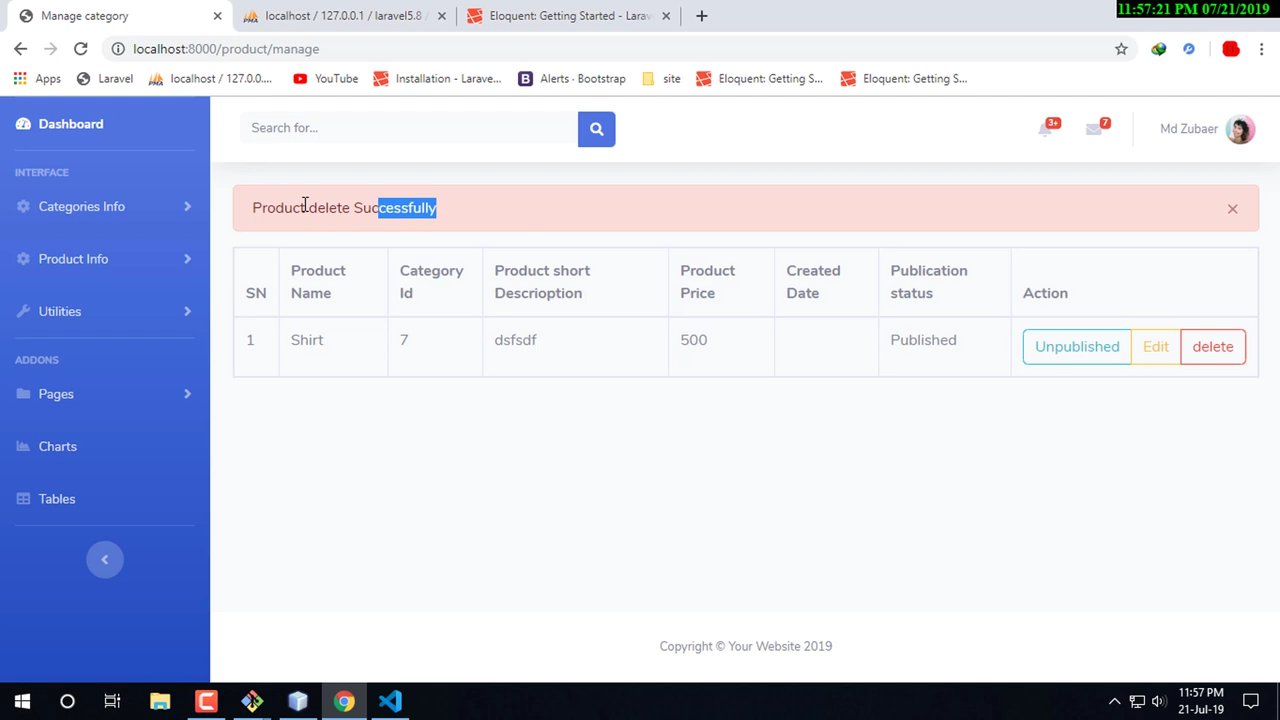 11:57:21 PM 07/21/2019
Manage category
localhost / 127.0.0.1 / laravel5.8 /
Eloquent: Getting Started - Larav
localhost:8000/product/manage
Apps
Laravel
localhost / 127.0.0....
YouTube
Installation - Larave...
Alerts · Bootstrap
site
Eloquent: Getting S...
Eloquent: Getting S...
Dashboard
INTERFACE
Categories Info
Product Info
Utilities
ADDONS
Pages
Charts
Tables
Search for...
3+
7
Md Zubaer
Product delete Successfully
×
SN
Product Name
Category Id
Product short Descrioption
Product Price
Created Date
Publication status
Action
1
Shirt
7
dsfsdf
500
Published
Unpublished
Edit
delete
Copyright © Your Website 2019
11:57 PM
21-Jul-19